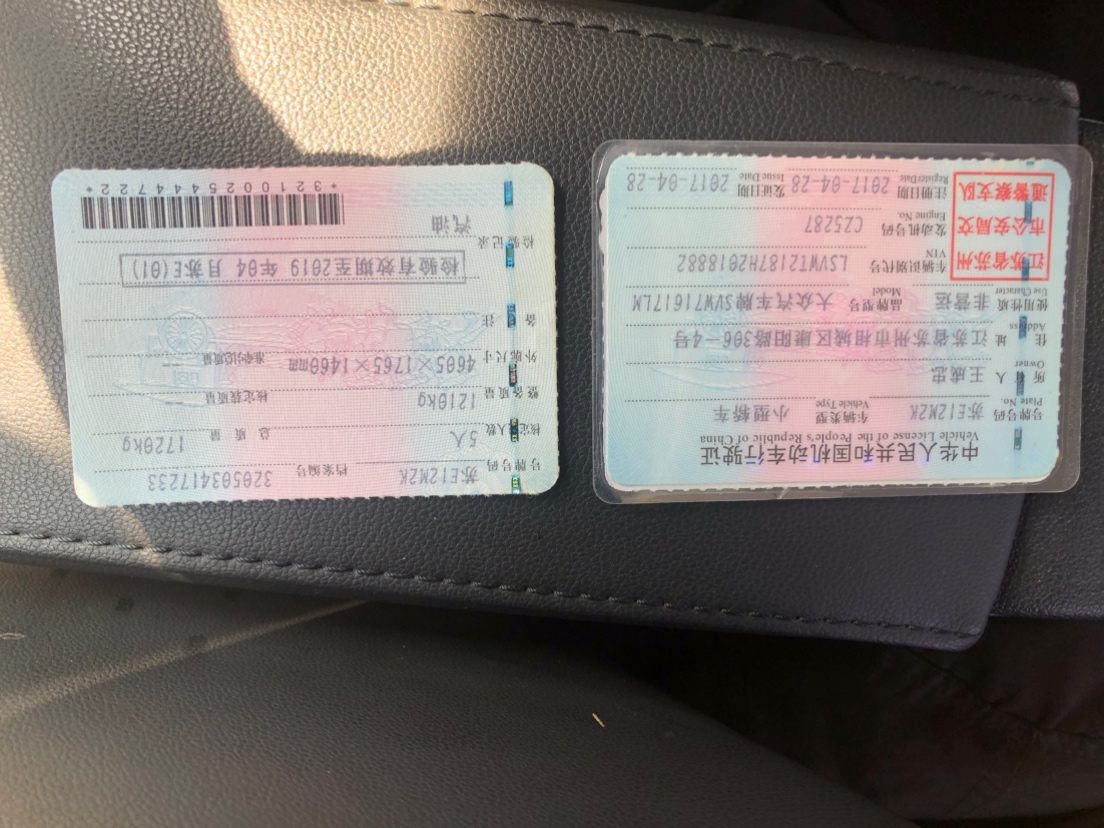 中华人民共和国机动车行驶证
Vehicle License of the People's Republic of China
号牌号码 Plate No. 苏E12M2K 车辆类型 Vehicle Type 小型轿车
所有人 Owner 王成忠
住址 Address 江苏省苏州市相城区康阳路306-4号
使用性质 Use Character 非营运 品牌型号 Model 大众汽车牌SVW71617LM
车辆识别代号 VIN LSVWT2187H2018882
发动机号码 Engine No. C25287
注册日期 Register Date 2017-04-28 发证日期 Issue Date 2017-04-28
江苏省苏州
市公安局交
通警察支队
号牌号码 苏E12M2K 档案编号 320503417233
核定人数 5人 总质量 1720kg
整备质量 1210kg 核定载质量
外廓尺寸 4605×1765×1460mm 准牵引总质量
备注
检验有效期至2019年04月苏E(01)
检验记录
汽油
*3210025444722*